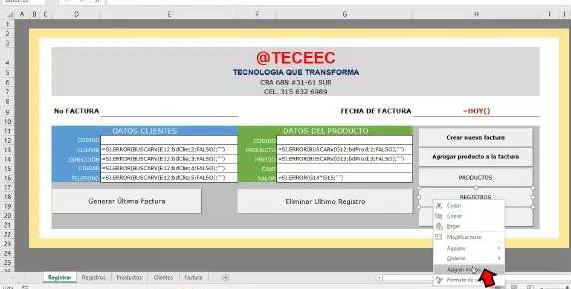 @TECEEC
TECNOLOGIA QUE TRANSFORMA
CRA 68N #31-61 SUR
CEL. 315 832 6989
No FACTURA
FECHA DE FACTURA
=HOY()
DATOS CLIENTES
DATOS DEL PRODUCTO
CODIGO
CODIGO
CLIENTE
=SI.ERROR(BUSCARV(E12;bdClie;2;FALSO);"")
PRODUCTO
=SI.ERROR(BUSCARV(G12;bdProd;2;FALSO);"")
DIRECCIÓN
=SI.ERROR(BUSCARV(E12;bdClie;3;FALSO);"")
PRECIO
=SI.ERROR(BUSCARV(G12;bdProd;3;FALSO);"")
CIUDAD
=SI.ERROR(BUSCARV(E12;bdClie;4;FALSO);"")
CANT
TELEFONO
=SI.ERROR(BUSCARV(E12;bdClie;5;FALSO);"")
VALOR
=SI.ERROR(G14*G15;"")
Crear nueva factura
Agregar producto a la factura
PRODUCTOS
REGISTROS
Generar Última Factura
Eliminar Ultimo Registro
Cortar
Copiar
Pegar
Modificar texto
Agrupar
Ordenar
Asignar
Formato de
Registrar
Registros
Productos
Clientes
Factura